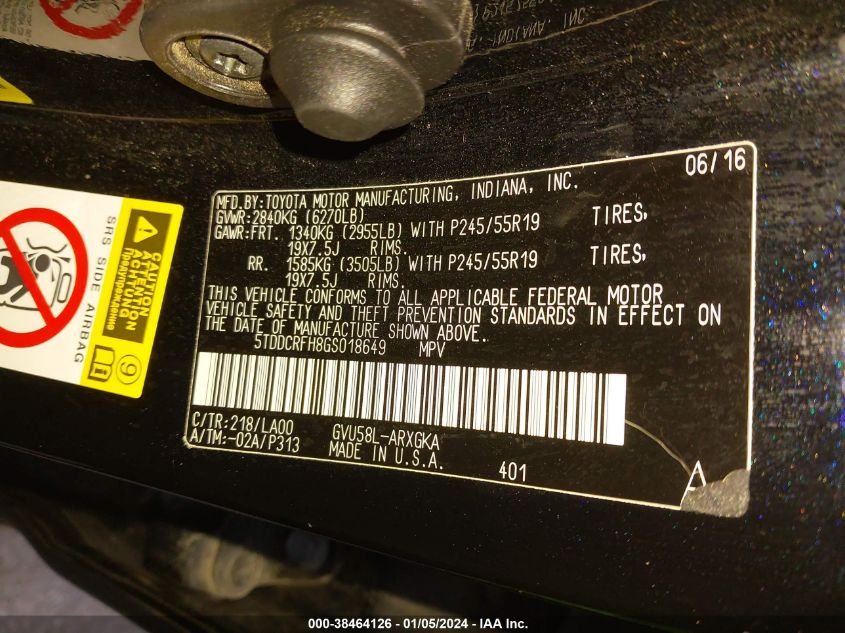 06/16
MFD.BY:TOYOTA MOTOR MANUFACTURING, INDIANA, INC.
GVWR:2840KG (6270LB)
GAWR:FRT. 1340KG (2955LB) WITH P245/55R19 TIRES,
19X7.5J RIMS.
RR. 1585KG (3505LB) WITH P245/55R19 TIRES,
19X7.5J RIMS.
THIS VEHICLE CONFORMS TO ALL APPLICABLE FEDERAL MOTOR
VEHICLE SAFETY AND THEFT PREVENTION STANDARDS IN EFFECT ON
THE DATE OF MANUFACTURE SHOWN ABOVE.
5TDDCRFH8GS018649 MPV
C/TR:218/LA00 GVU58L-ARXGKA
A/TM:-02A/P313 MADE IN U.S.A.
401
A
SRS SIDE AIRBAG
CAUTION
ATTENTION
ACHTUNG
Предупреждение
9
000-38464126 - 01/05/2024 - IAA Inc.